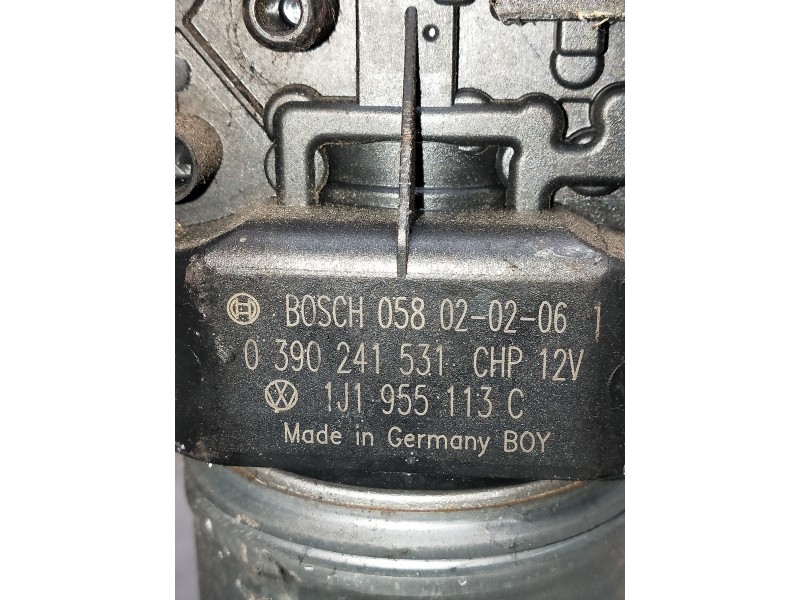 BOSCH 058 02-02-06 1
0 390 241 531 CHP 12V
VW 1J1 955 113 C
Made in Germany BOY